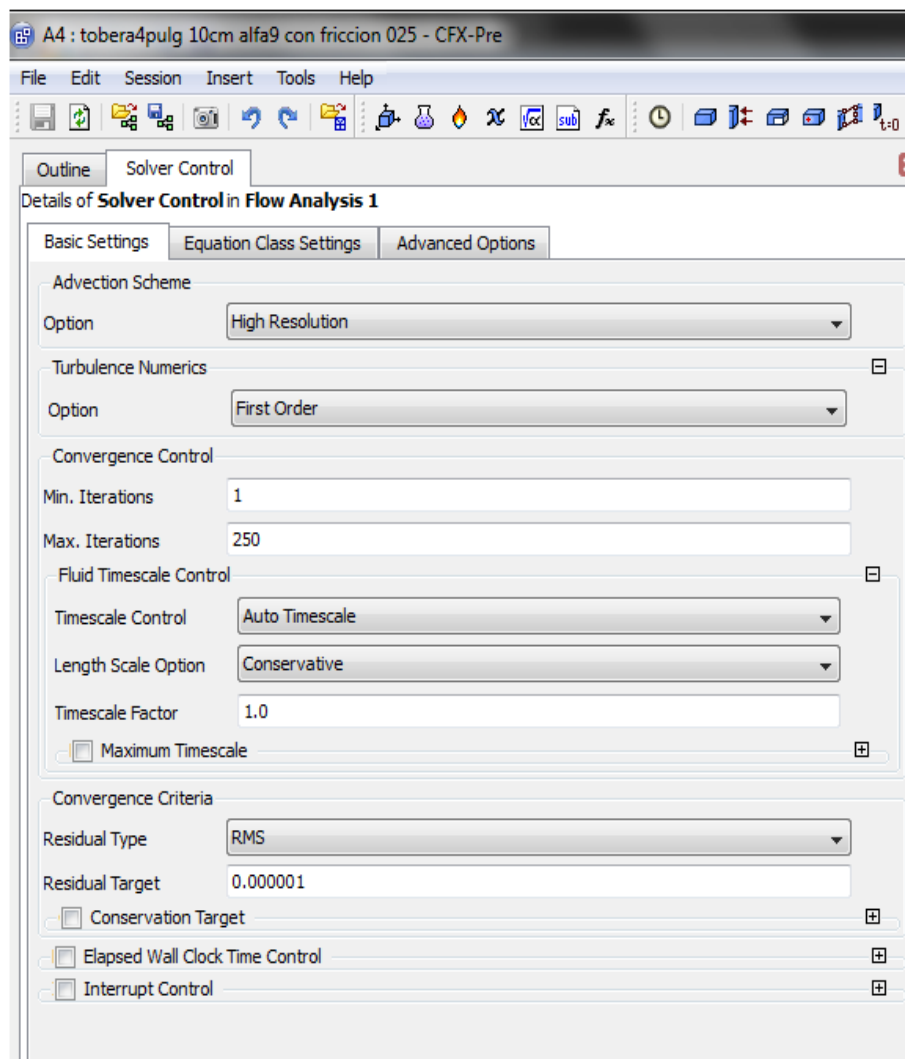 A4 : tobera4pulg 10cm alfa9 con friccion 025 - CFX-Pre
File Edit Session Insert Tools Help
Outline Solver Control
Details of Solver Control in Flow Analysis 1
Basic Settings Equation Class Settings Advanced Options
Advection Scheme
Option High Resolution
Turbulence Numerics
Option First Order
Convergence Control
Min. Iterations 1
Max. Iterations 250
Fluid Timescale Control
Timescale Control Auto Timescale
Length Scale Option Conservative
Timescale Factor 1.0
Maximum Timescale
Convergence Criteria
Residual Type RMS
Residual Target 0.000001
Conservation Target
Elapsed Wall Clock Time Control
Interrupt Control